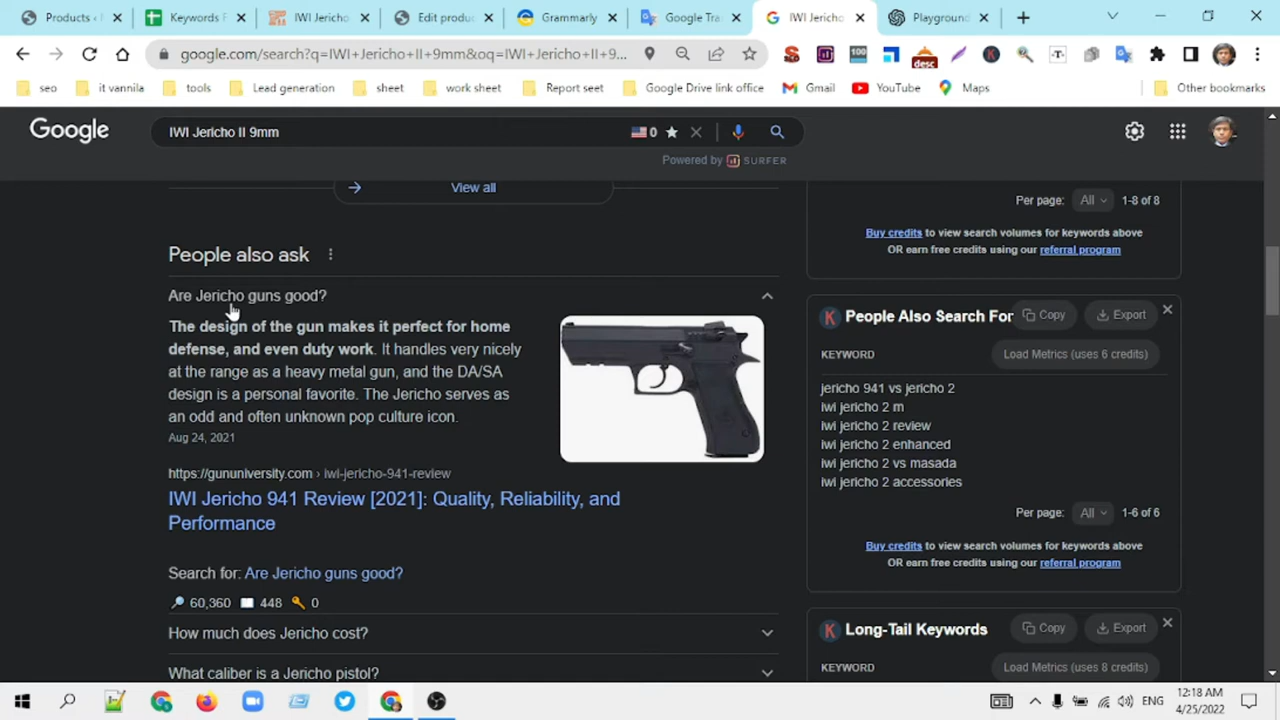 Products ‹
Keywords F
IWI Jericho
Edit produc
Grammarly
Google Tra
IWI Jericho
Playground
google.com/search?q=IWI+Jericho+II+9mm&oq=IWI+Jericho+II+9mm...
100
desc
seo
it vannila
tools
Lead generation
sheet
work sheet
Report seet
Google Drive link office
Gmail
YouTube
Maps
Other bookmarks
Google
IWI Jericho II 9mm
0
Powered by SURFER
View all
Per page: All 1-8 of 8
Buy credits to view search volumes for keywords above
OR earn free credits using our referral program
People also ask
Are Jericho guns good?
The design of the gun makes it perfect for home
defense, and even duty work. It handles very nicely
at the range as a heavy metal gun, and the DA/SA
design is a personal favorite. The Jericho serves as
an odd and often unknown pop culture icon.
Aug 24, 2021
https://gununiversity.com › iwi-jericho-941-review
IWI Jericho 941 Review [2021]: Quality, Reliability, and
Performance
Search for: Are Jericho guns good?
60,360 448 0
How much does Jericho cost?
What caliber is a Jericho pistol?
People Also Search For
Copy
Export
KEYWORD
Load Metrics (uses 6 credits)
jericho 941 vs jericho 2
iwi jericho 2 m
iwi jericho 2 review
iwi jericho 2 enhanced
iwi jericho 2 vs masada
iwi jericho 2 accessories
Per page: All 1-6 of 6
Buy credits to view search volumes for keywords above
OR earn free credits using our referral program
Long-Tail Keywords
Copy
Export
KEYWORD
Load Metrics (uses 8 credits)
ENG
12:18 AM
4/25/2022